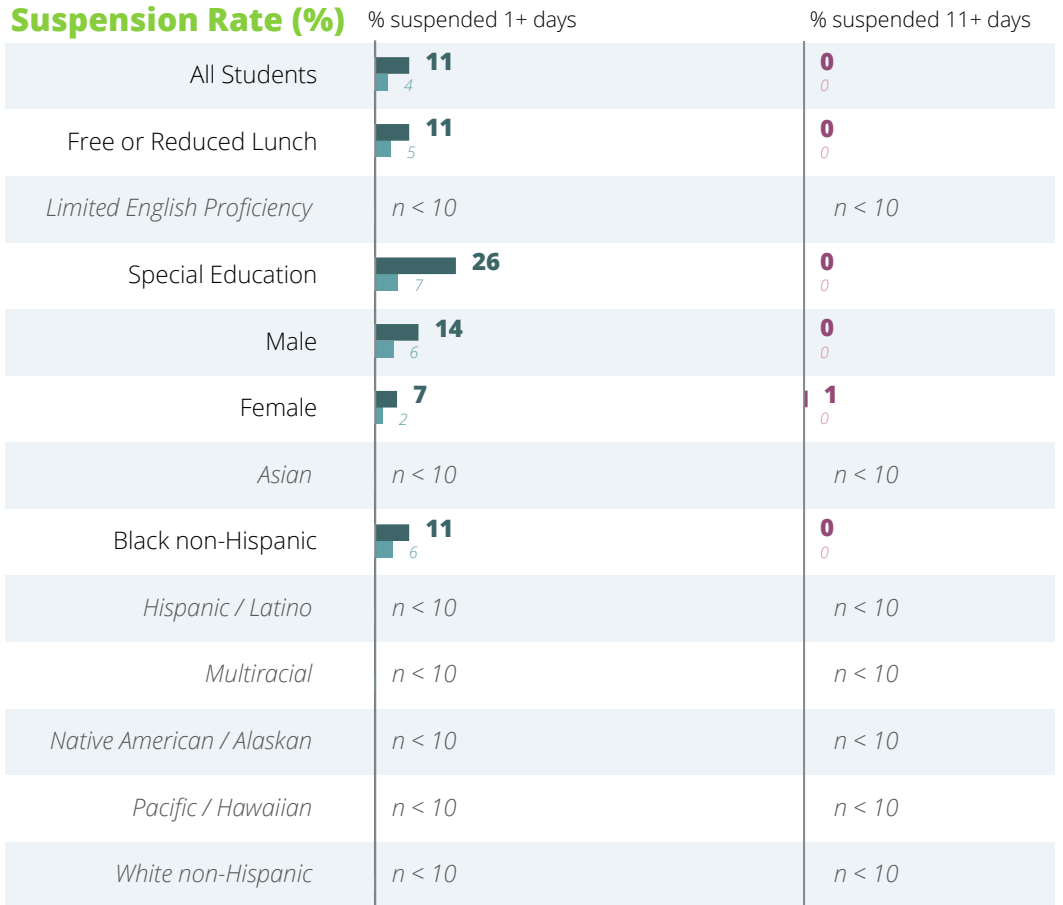 Suspension Rate (%) % suspended 1+ days % suspended 11+ days
All Students 11 0
4 0
Free or Reduced Lunch 11 0
5 0
Limited English Proficiency n < 10 n < 10
Special Education 26 0
7 0
Male 14 0
6 0
Female 7 1
2 0
Asian n < 10 n < 10
Black non-Hispanic 11 0
6 0
Hispanic / Latino n < 10 n < 10
Multiracial n < 10 n < 10
Native American / Alaskan n < 10 n < 10
Pacific / Hawaiian n < 10 n < 10
White non-Hispanic n < 10 n < 10